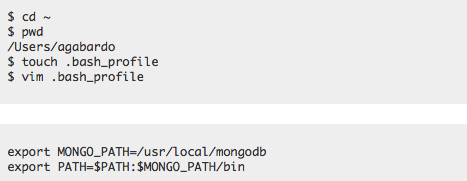 $ cd ~
$ pwd
/Users/agabardo
$ touch .bash_profile
$ vim .bash_profile
export MONGO_PATH=/usr/local/mongodb
export PATH=$PATH:$MONGO_PATH/bin